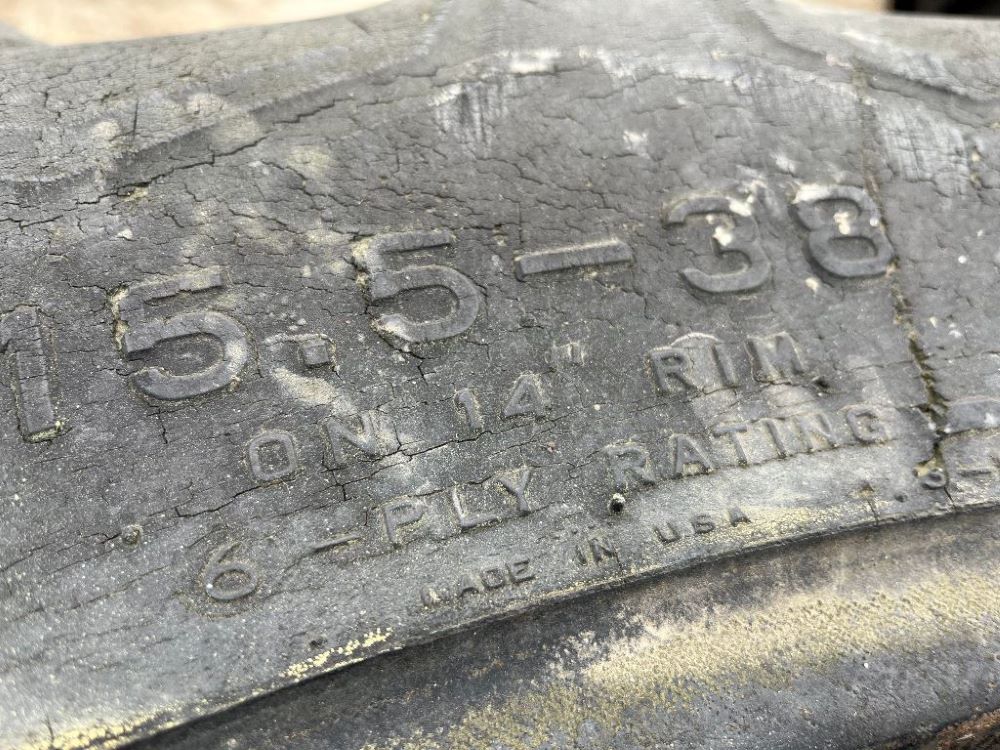 15.5-38
ON 14" RIM
6-PLY RATING
MADE IN USA